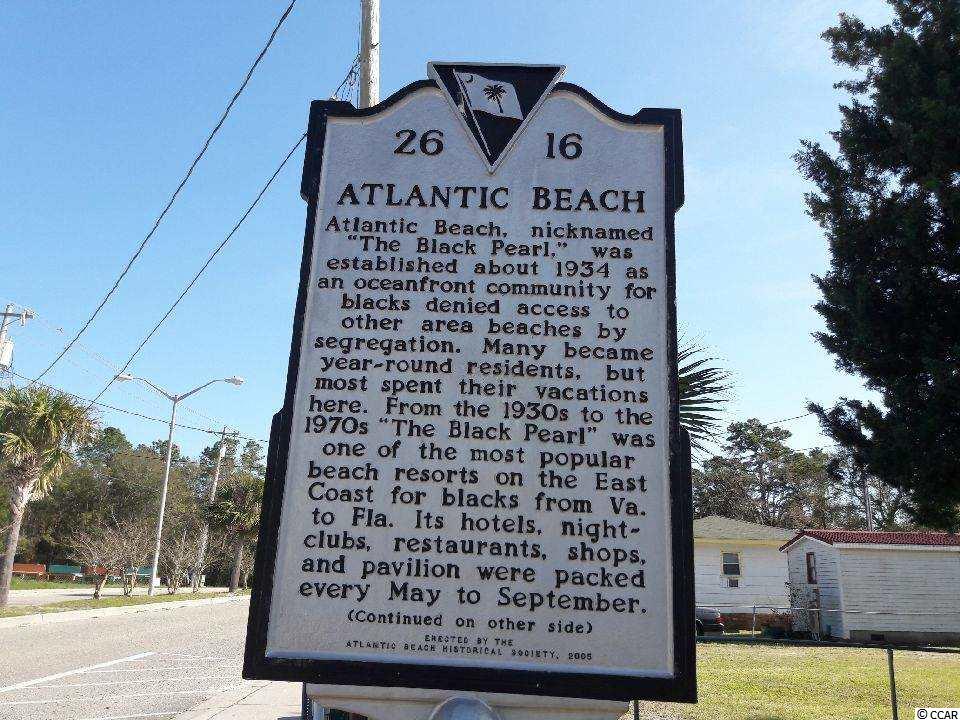 26 16
ATLANTIC BEACH
Atlantic Beach, nicknamed
"The Black Pearl," was
established about 1934 as
an oceanfront community for
blacks denied access to
other area beaches by
segregation. Many became
year-round residents, but
most spent their vacations
here. From the 1930s to the
1970s "The Black Pearl" was
one of the most popular
beach resorts on the East
Coast for blacks from Va.
to Fla. Its hotels, night-
clubs, restaurants, shops,
and pavilion were packed
every May to September.
(Continued on other side)
ERECTED BY THE
ATLANTIC BEACH HISTORICAL SOCIETY, 2005
© CCAR